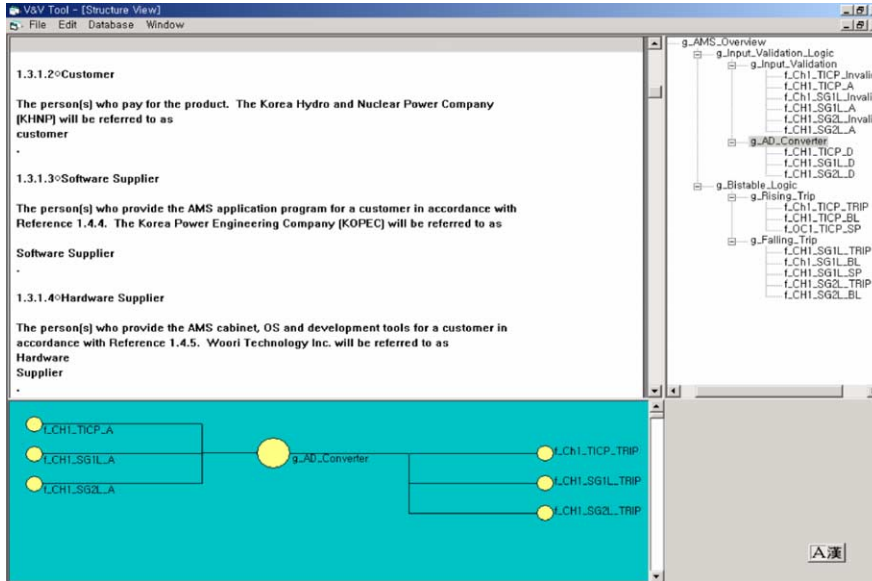 V&V Tool - [Structure View]
File Edit Database Window
1.3.1.2 Customer
The person(s) who pay for the product. The Korea Hydro and Nuclear Power Company
(KHNP) will be referred to as
customer
.
1.3.1.3 Software Supplier
The person(s) who provide the AMS application program for a customer in accordance with
Reference 1.4.4. The Korea Power Engineering Company (KOPEC) will be referred to as
Software Supplier
.
1.3.1.4 Hardware Supplier
The person(s) who provide the AMS cabinet, OS and development tools for a customer in
accordance with Reference 1.4.5. Woori Technology Inc. will be referred to as
Hardware
Supplier
.
g_AMS_Overview
g_Input_Validation_Logic
g_Input_Validation
f_Ch1_TICP_Invali
f_CH1_TICP_A
f_Ch1_SG1L_Invali
f_CH1_SG1L_A
f_CH1_SG2L_Invali
f_CH1_SG2L_A
g_AD_Converter
f_CH1_TICP_D
f_CH1_SG1L_D
f_CH1_SG2L_D
g_Bistable_Logic
g_Rising_Trip
f_Ch1_TICP_TRIP
f_CH1_TICP_BL
f_OC1_TICP_SP
g_Falling_Trip
f_CH1_SG1L_TRIP
f_CH1_SG1L_BL
f_CH1_SG1L_SP
f_CH1_SG2L_TRIP
f_CH1_SG2L_BL
f_CH1_TICP_A
f_CH1_SG1L_A
f_CH1_SG2L_A
g_AD_Converter
f_Ch1_TICP_TRIP
f_CH1_SG1L_TRIP
f_CH1_SG2L_TRIP
A漢